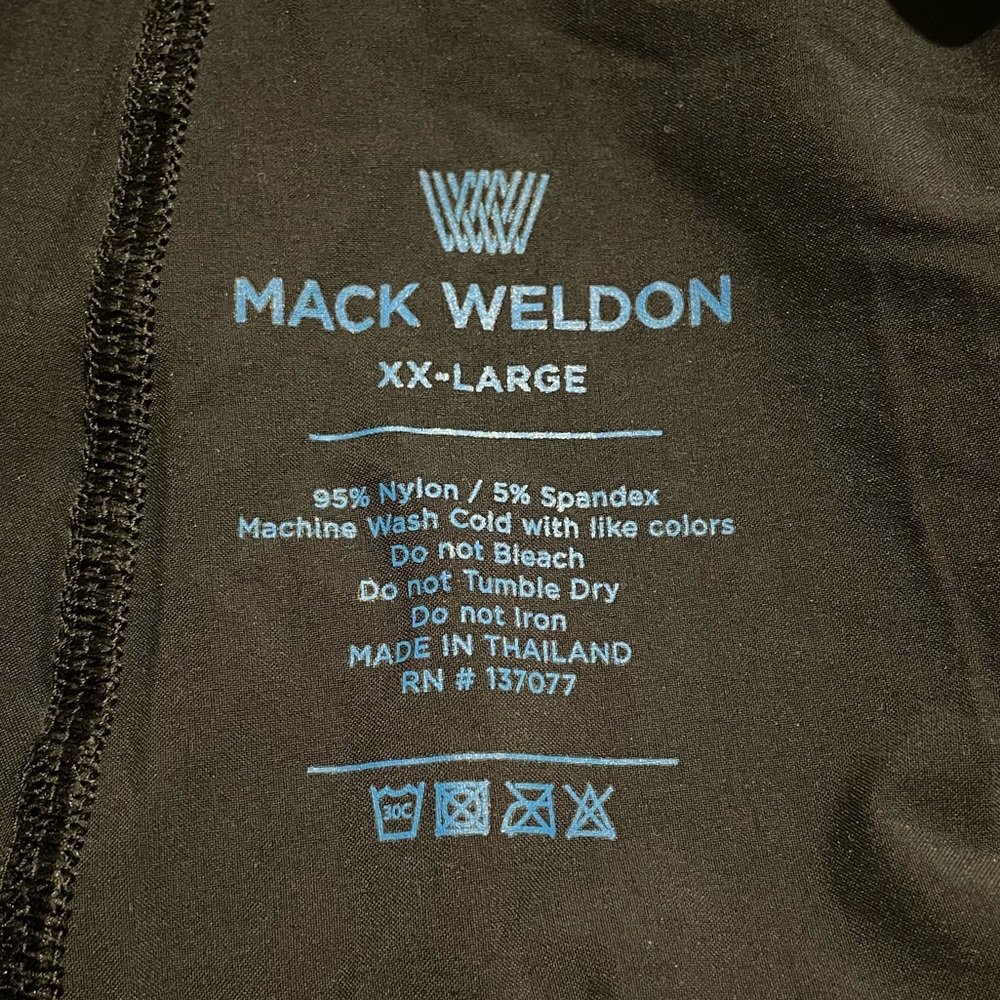 MACK WELDON
XX-LARGE
95% Nylon / 5% Spandex
Machine Wash Cold with like colors
Do not Bleach
Do not Tumble Dry
Do not Iron
MADE IN THAILAND
RN # 137077
30C